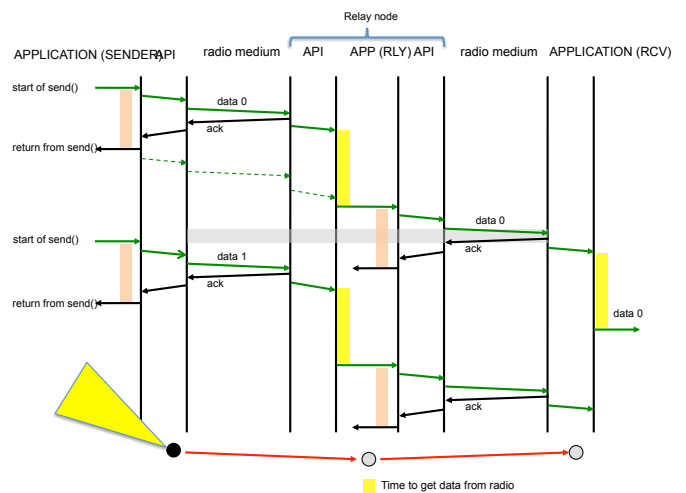 Relay node
APPLICATION (SENDER) API radio medium API APP (RLY) API radio medium APPLICATION (RCV)
start of send()
data 0
ack
return from send()
data 0
start of send()
ack
data 1
ack
return from send()
data 0
ack
Time to get data from radio